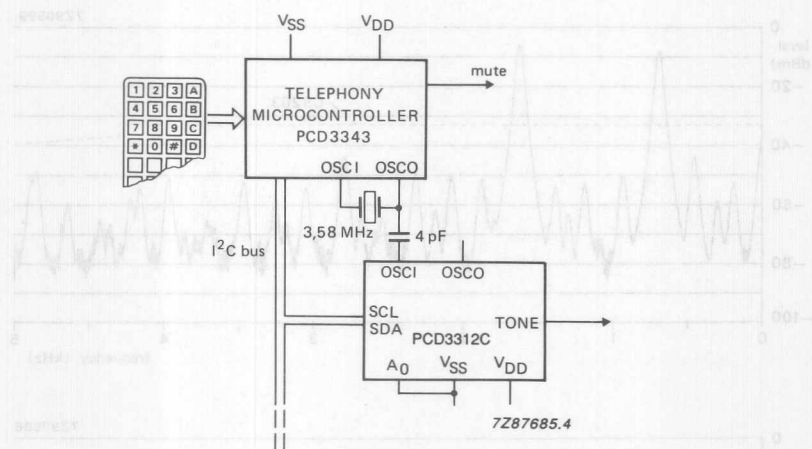 VSS
VDD
mute
1 2 3 A
4 5 6 B
7 8 9 C
* 0 # D
TELEPHONY
MICROCONTROLLER
PCD3343
OSCI OSCO
3,58 MHz
4 pF
I²C bus
OSCI OSCO
SCL
SDA
TONE
PCD3312C
A0 VSS VDD
7Z87685.4